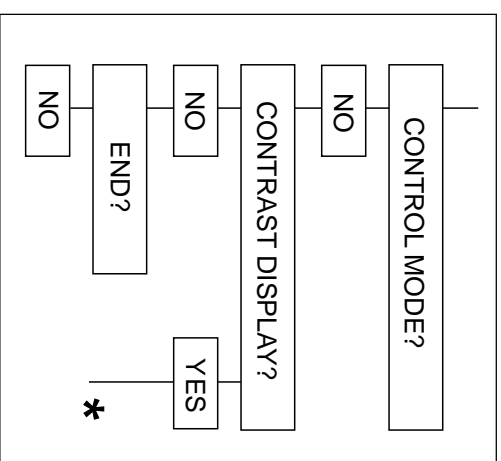 CONTROL MODE?
NO
CONTRAST DISPLAY?
NO
YES
END?
*
NO